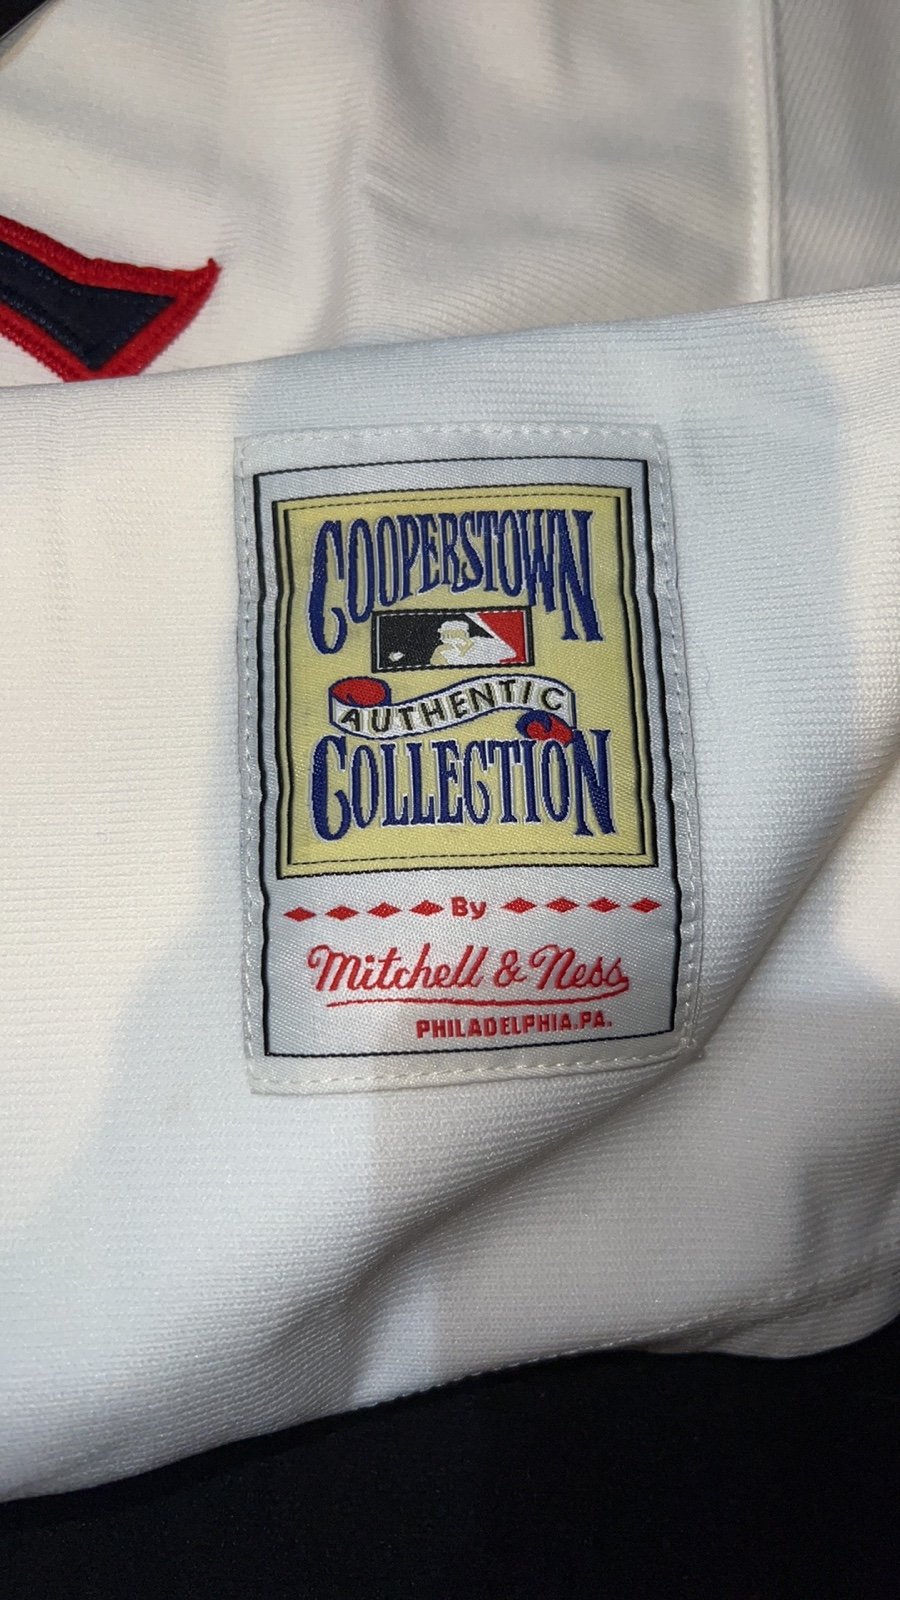 COOPERSTOWN
AUTHENTIC
COLLECTION
By
Mitchell & Ness
PHILADELPHIA.PA.